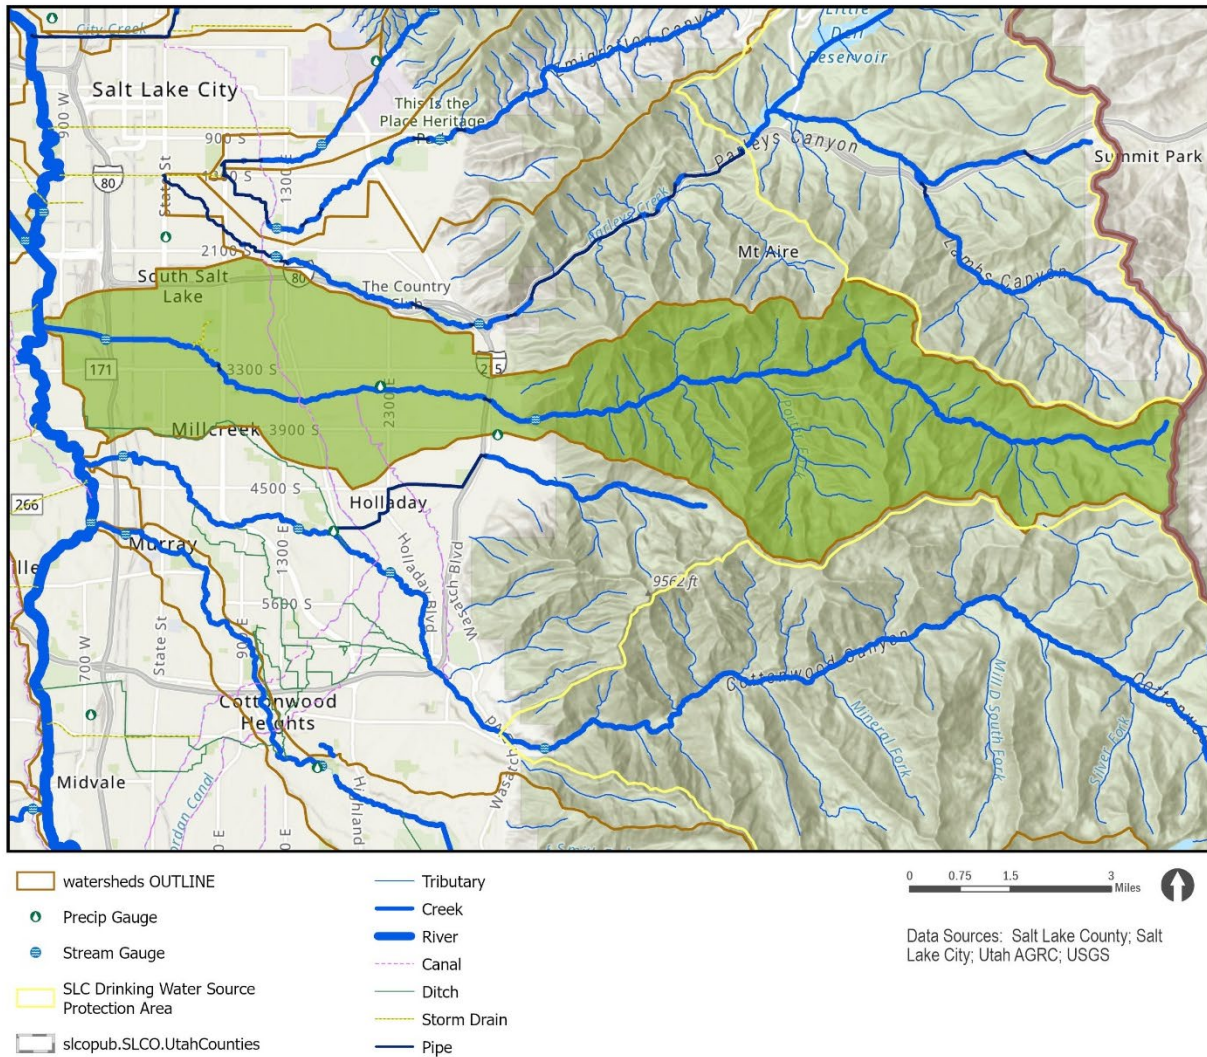 City Creek
Salt Lake City
This Is the
Place Heritage
Park
Emigration Canyon
Little
Dell
Reservoir
900 W
900 S
80
State St
1300 E
Parleys Canyon
Summit Park
Parleys Creek
2100 S
Mt Aire
Lambs Canyon
South Salt
Lake
80
The Country
Club
171
3300 S
215
2300 E
Millcreek
3900 S
Porter Fork
266
4500 S
Holladay
Murray
1300 E
Holladay Blvd
Wasatch Blvd
9562 ft
5600 S
700 W
State St
900 E
Cottonwood Canyon
Cottonwood
Heights
Mineral Fork
Mill D South Fork
Silver Fork
Midvale
Jordan Canal
Highland
Wasatch
watersheds OUTLINE
Precip Gauge
Stream Gauge
SLC Drinking Water Source
Protection Area
slcopub.SLCO.UtahCounties
Tributary
Creek
River
Canal
Ditch
Storm Drain
Pipe
0 0.75 1.5 3
Miles
Data Sources: Salt Lake County; Salt
Lake City; Utah AGRC; USGS